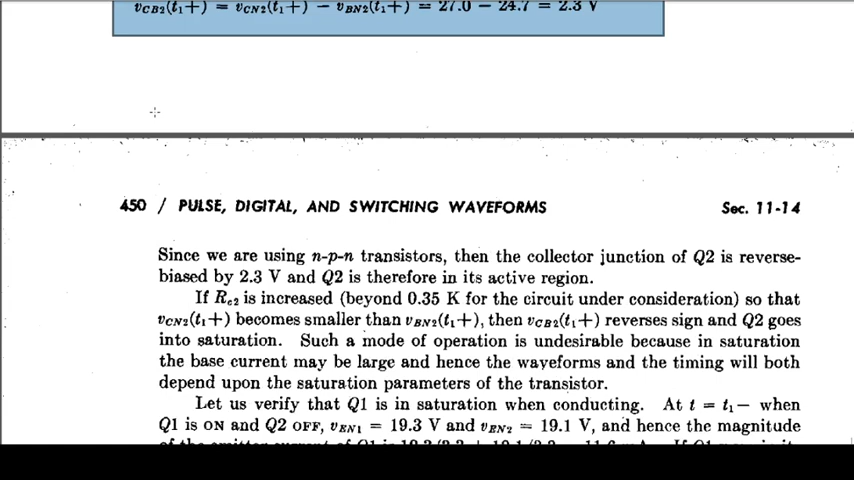 v_CB2(t₁+) = v_CN2(t₁+) − v_BN2(t₁+) = 27.0 − 24.7 = 2.3 V
450 / PULSE, DIGITAL, AND SWITCHING WAVEFORMS Sec. 11-14
Since we are using n-p-n transistors, then the collector junction of Q2 is reverse-
biased by 2.3 V and Q2 is therefore in its active region.
If R_c2 is increased (beyond 0.35 K for the circuit under consideration) so that
v_CN2(t₁+) becomes smaller than v_BN2(t₁+), then v_CB2(t₁+) reverses sign and Q2 goes
into saturation. Such a mode of operation is undesirable because in saturation
the base current may be large and hence the waveforms and the timing will both
depend upon the saturation parameters of the transistor.
Let us verify that Q1 is in saturation when conducting. At t = t₁− when
Q1 is ON and Q2 OFF, v_EN1 = 19.3 V and v_EN2 = 19.1 V, and hence the magnitude